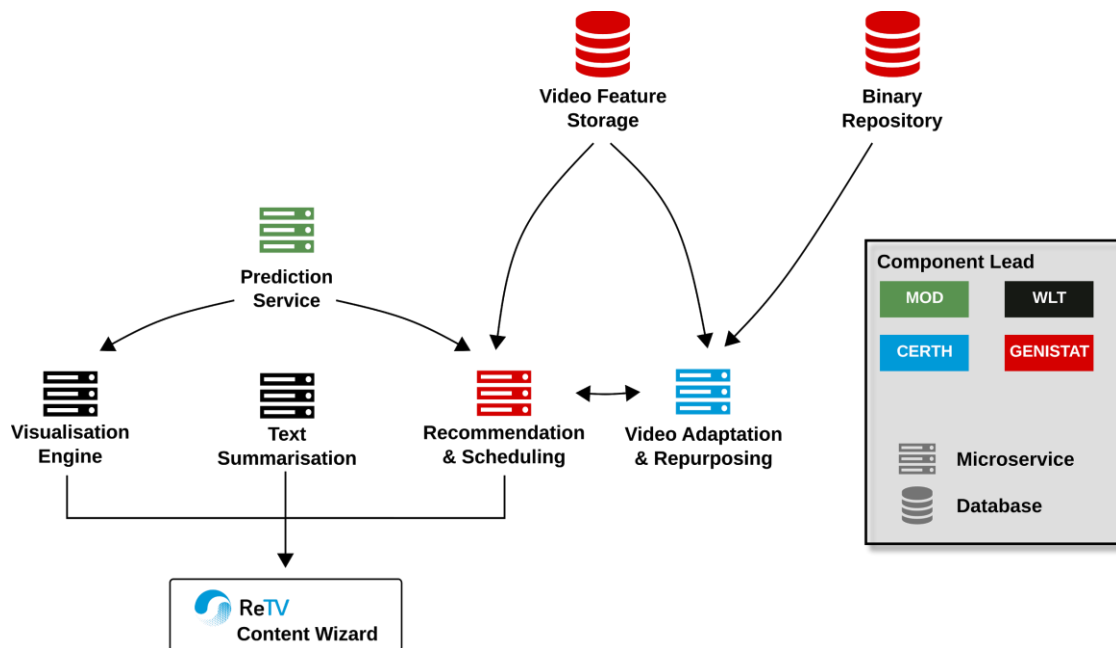 Video Feature
Storage
Binary
Repository
Prediction
Service
Component Lead
MOD
WLT
CERTH
GENISTAT
Visualisation
Engine
Text
Summarisation
Recommendation
& Scheduling
Video Adaptation
& Repurposing
Microservice
Database
ReTV
Content Wizard